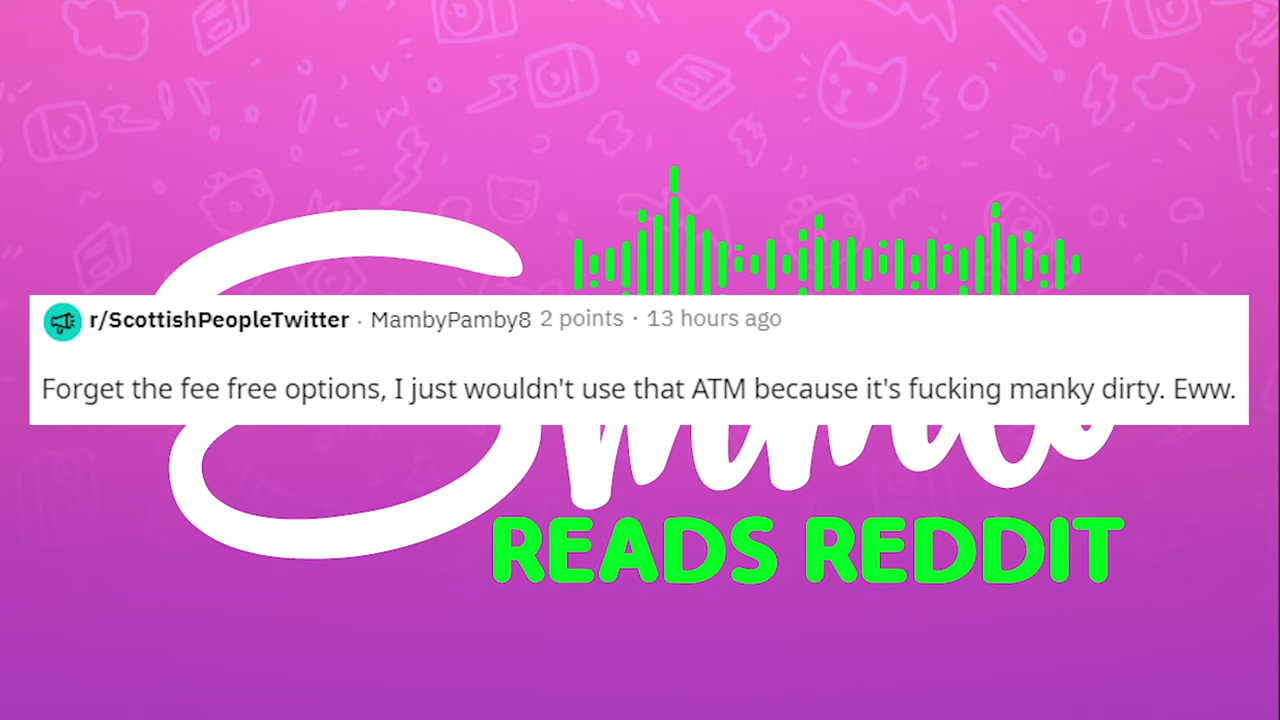 r/ScottishPeopleTwitter · MambyPamby8 2 points · 13 hours ago
Forget the fee free options, I just wouldn't use that ATM because it's fucking manky dirty. Eww.
READS REDDIT